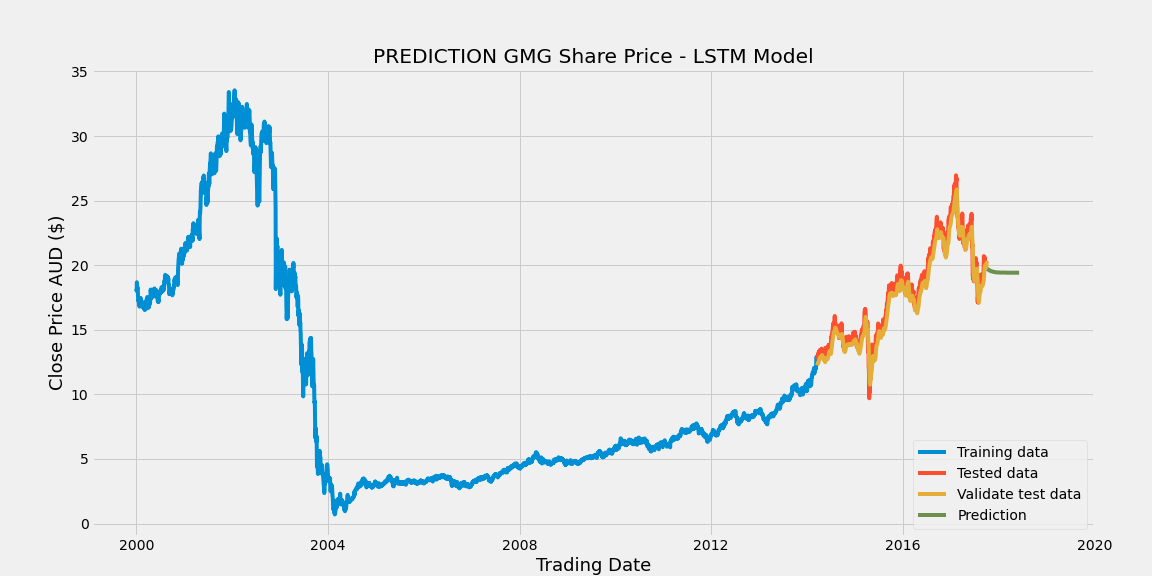 PREDICTION GMG Share Price - LSTM Model
Close Price AUD ($)
35
30
25
20
15
10
5
0
2000
2004
2008
2012
2016
2020
Trading Date
Training data
Tested data
Validate test data
Prediction